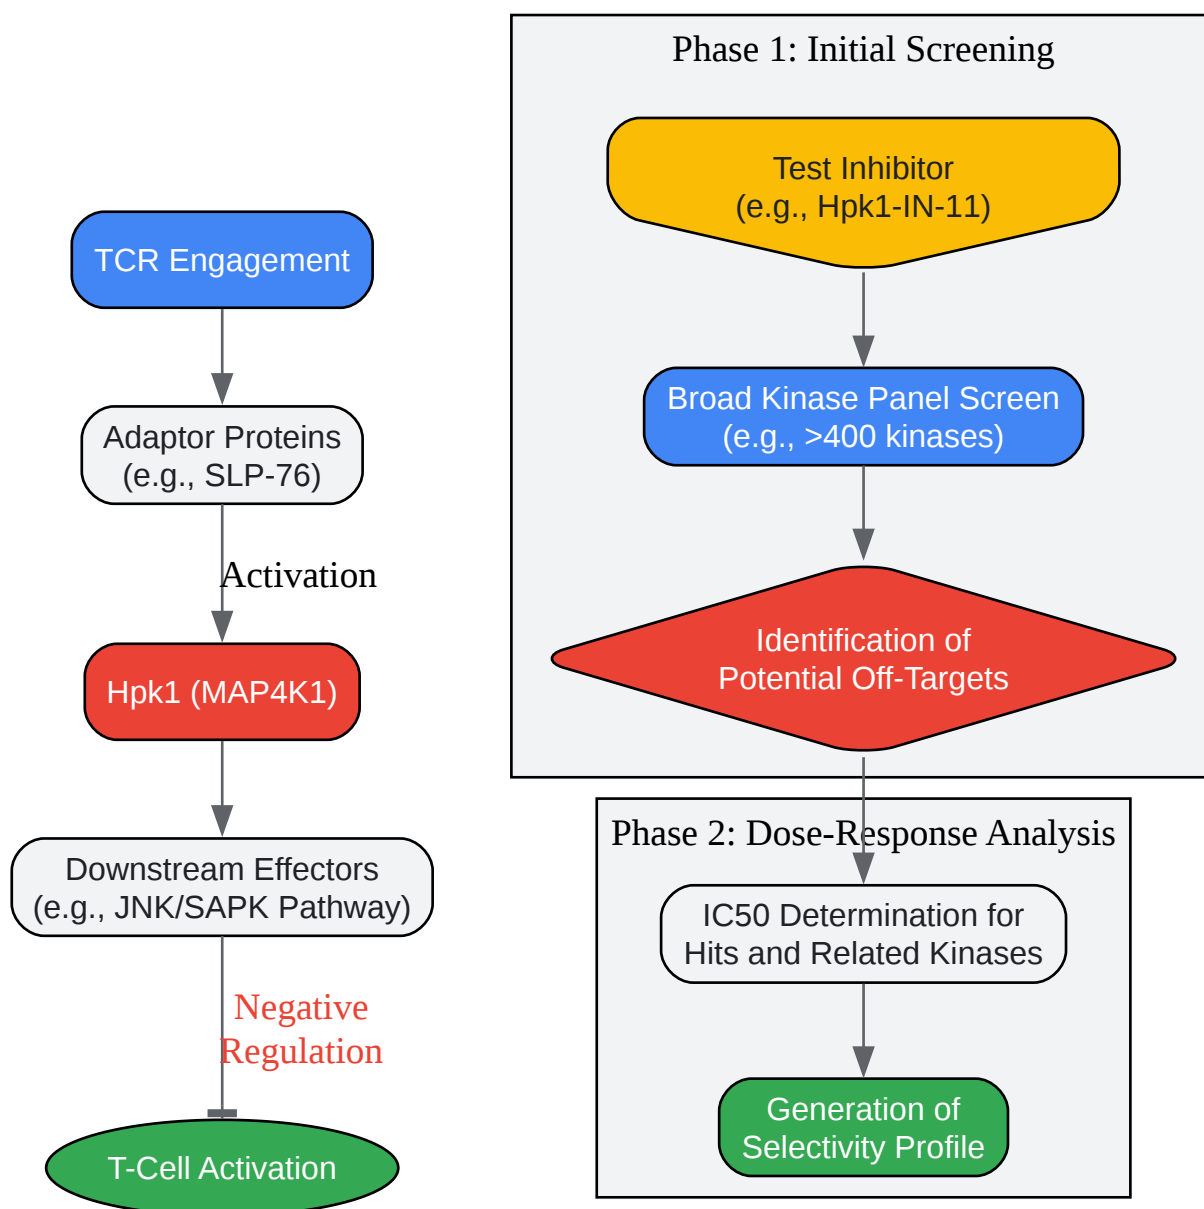 TCR Engagement
Adaptor Proteins
(e.g., SLP-76)
Activation
Hpk1 (MAP4K1)
Downstream Effectors
(e.g., JNK/SAPK Pathway)
Negative
Regulation
T-Cell Activation
Phase 1: Initial Screening
Test Inhibitor
(e.g., Hpk1-IN-11)
Broad Kinase Panel Screen
(e.g., >400 kinases)
Identification of
Potential Off-Targets
Phase 2: Dose-Response Analysis
IC50 Determination for
Hits and Related Kinases
Generation of
Selectivity Profile